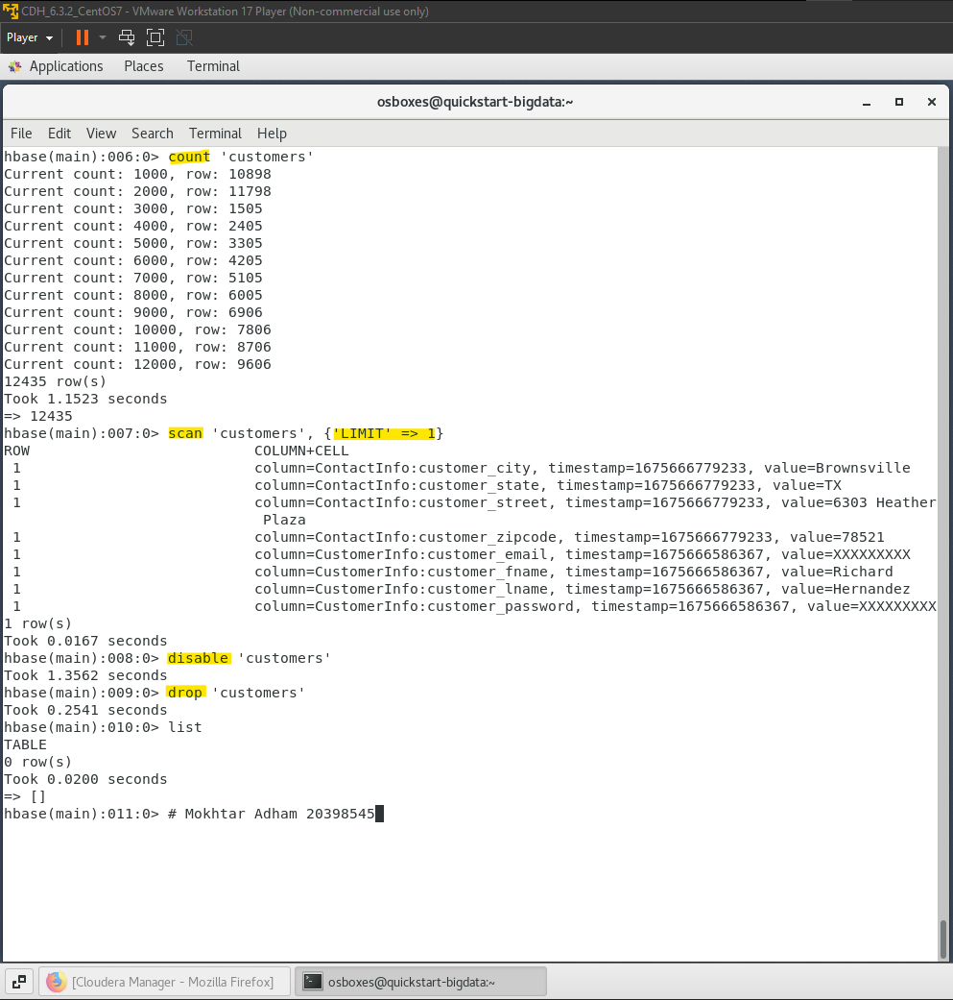 CDH_6.3.2_CentOS7 - VMware Workstation 17 Player (Non-commercial use only)
Player
Applications Places Terminal
osboxes@quickstart-bigdata:~
File Edit View Search Terminal Help
hbase(main):006:0> count 'customers'
Current count: 1000, row: 10898
Current count: 2000, row: 11798
Current count: 3000, row: 1505
Current count: 4000, row: 2405
Current count: 5000, row: 3305
Current count: 6000, row: 4205
Current count: 7000, row: 5105
Current count: 8000, row: 6005
Current count: 9000, row: 6906
Current count: 10000, row: 7806
Current count: 11000, row: 8706
Current count: 12000, row: 9606
12435 row(s)
Took 1.1523 seconds
=> 12435
hbase(main):007:0> scan 'customers', {'LIMIT' => 1}
ROW COLUMN+CELL
1 column=ContactInfo:customer_city, timestamp=1675666779233, value=Brownsville
1 column=ContactInfo:customer_state, timestamp=1675666779233, value=TX
1 column=ContactInfo:customer_street, timestamp=1675666779233, value=6303 Heather
Plaza
1 column=ContactInfo:customer_zipcode, timestamp=1675666779233, value=78521
1 column=CustomerInfo:customer_email, timestamp=1675666586367, value=XXXXXXXXX
1 column=CustomerInfo:customer_fname, timestamp=1675666586367, value=Richard
1 column=CustomerInfo:customer_lname, timestamp=1675666586367, value=Hernandez
1 column=CustomerInfo:customer_password, timestamp=1675666586367, value=XXXXXXXXX
1 row(s)
Took 0.0167 seconds
hbase(main):008:0> disable 'customers'
Took 1.3562 seconds
hbase(main):009:0> drop 'customers'
Took 0.2541 seconds
hbase(main):010:0> list
TABLE
0 row(s)
Took 0.0200 seconds
=> []
hbase(main):011:0> # Mokhtar Adham 20398545
[Cloudera Manager - Mozilla Firefox] osboxes@quickstart-bigdata:~